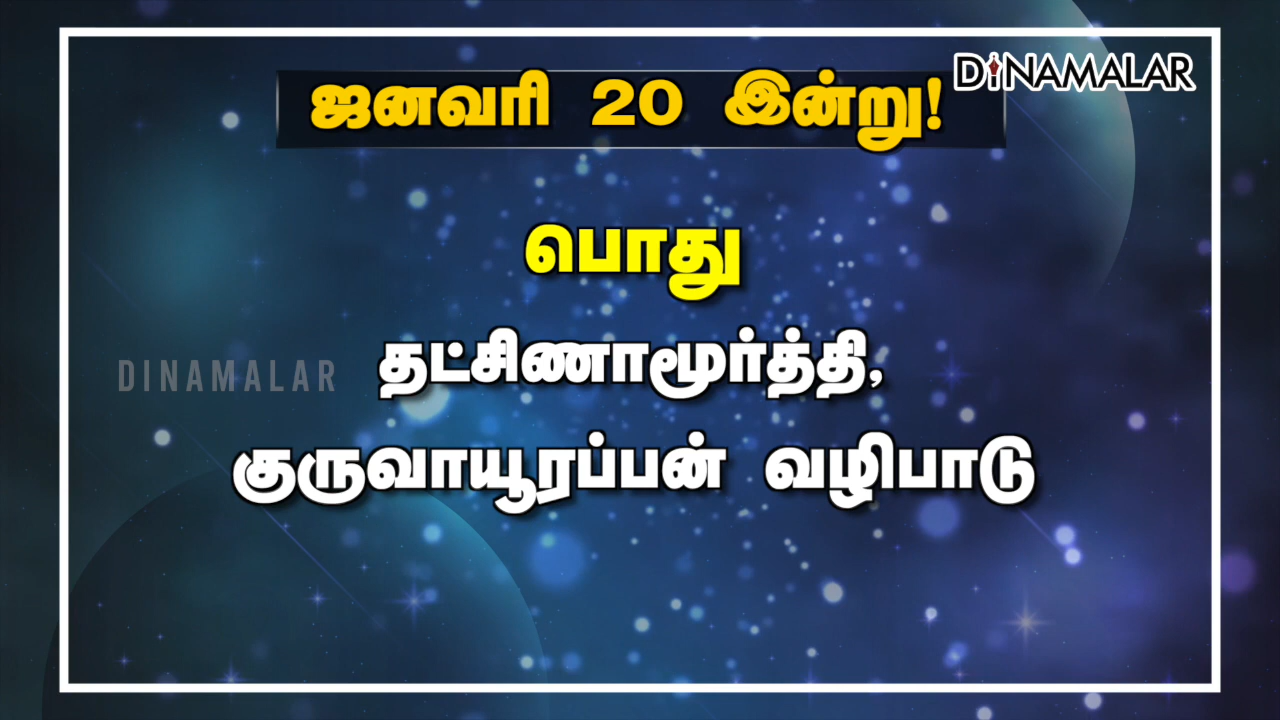 DINAMALAR
ஜனவரி 20 இன்று!
பொது
தட்சிணாமூர்த்தி,
DINAMALAR
குருவாயூரப்பன் வழிபாடு